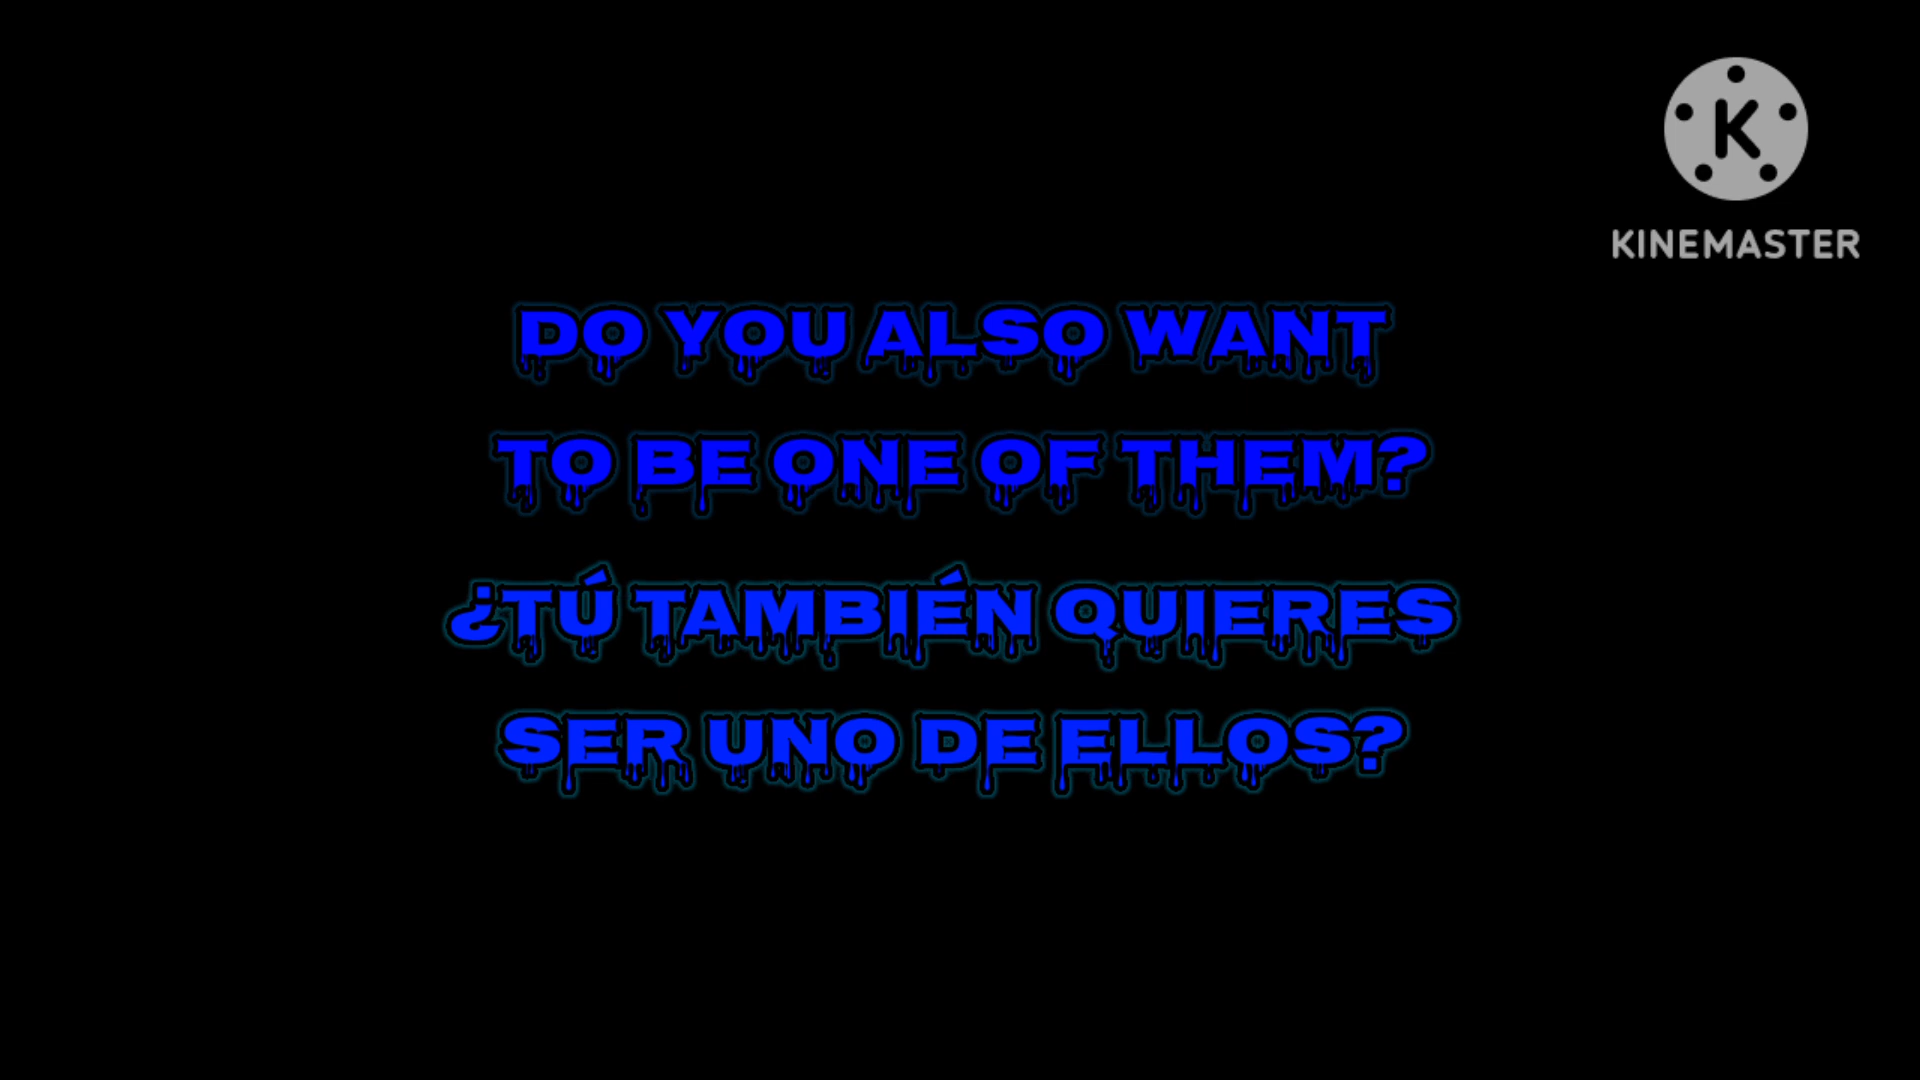 K
KINEMASTER
DO YOU ALSO WANT
TO BE ONE OF THEM?
¿TÚ TAMBIÉN QUIERES
SER UNO DE ELLOS?